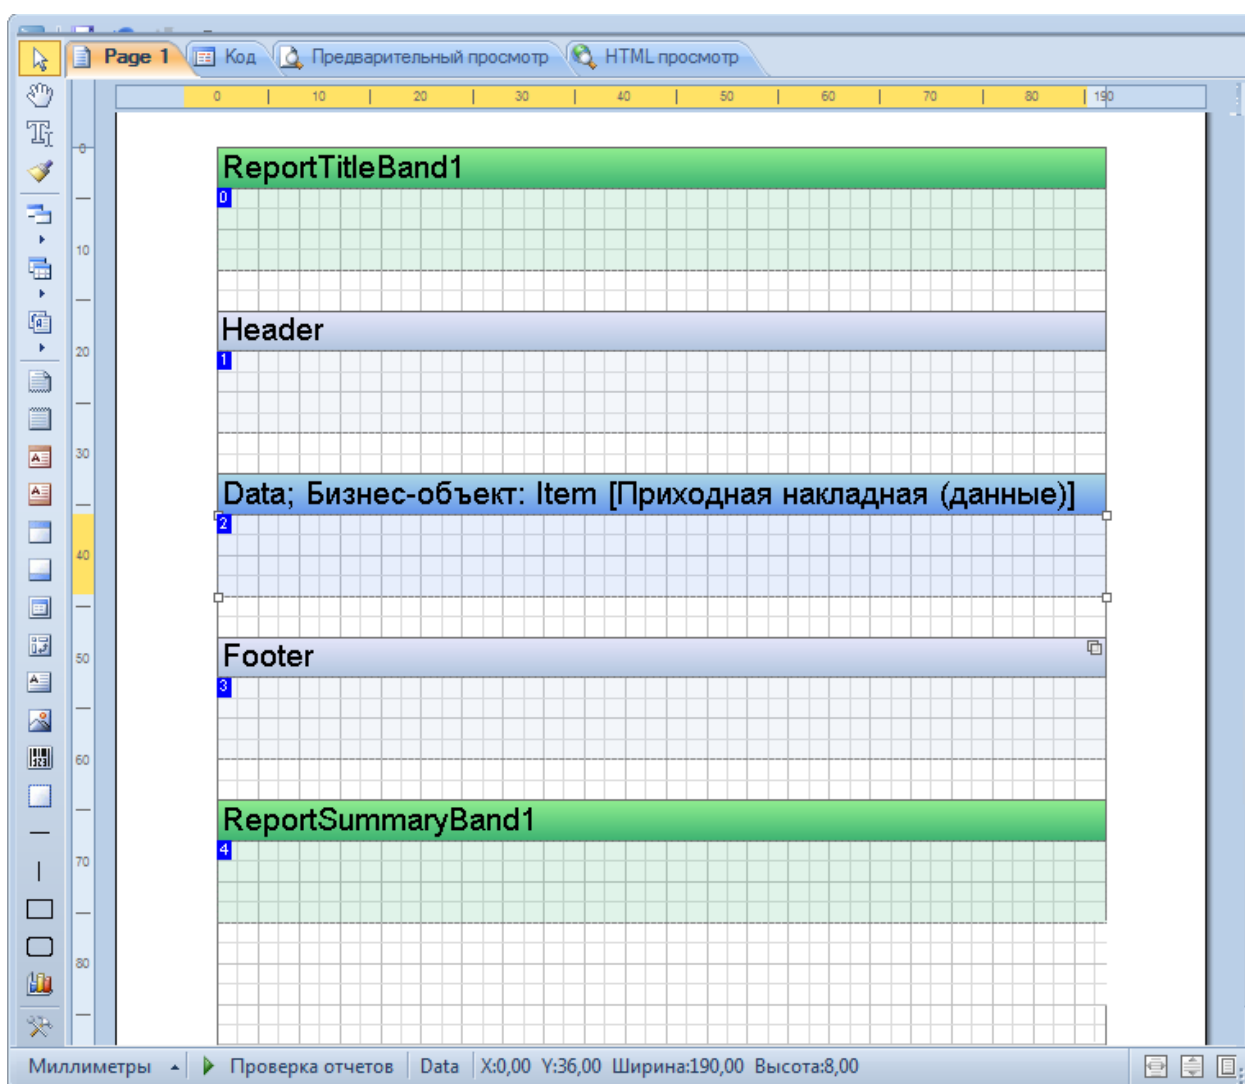 Page 1 Код Предварительный просмотр HTML просмотр
0 10 20 30 40 50 60 70 80 190
0
ReportTitleBand1
0
10
Header
20
1
30
Data; Бизнес-объект: Item [Приходная накладная (данные)]
2
40
Footer
50
3
60
ReportSummaryBand1
4
70
80
Миллиметры Проверка отчетов Data X:0,00 Y:36,00 Ширина:190,00 Высота:8,00